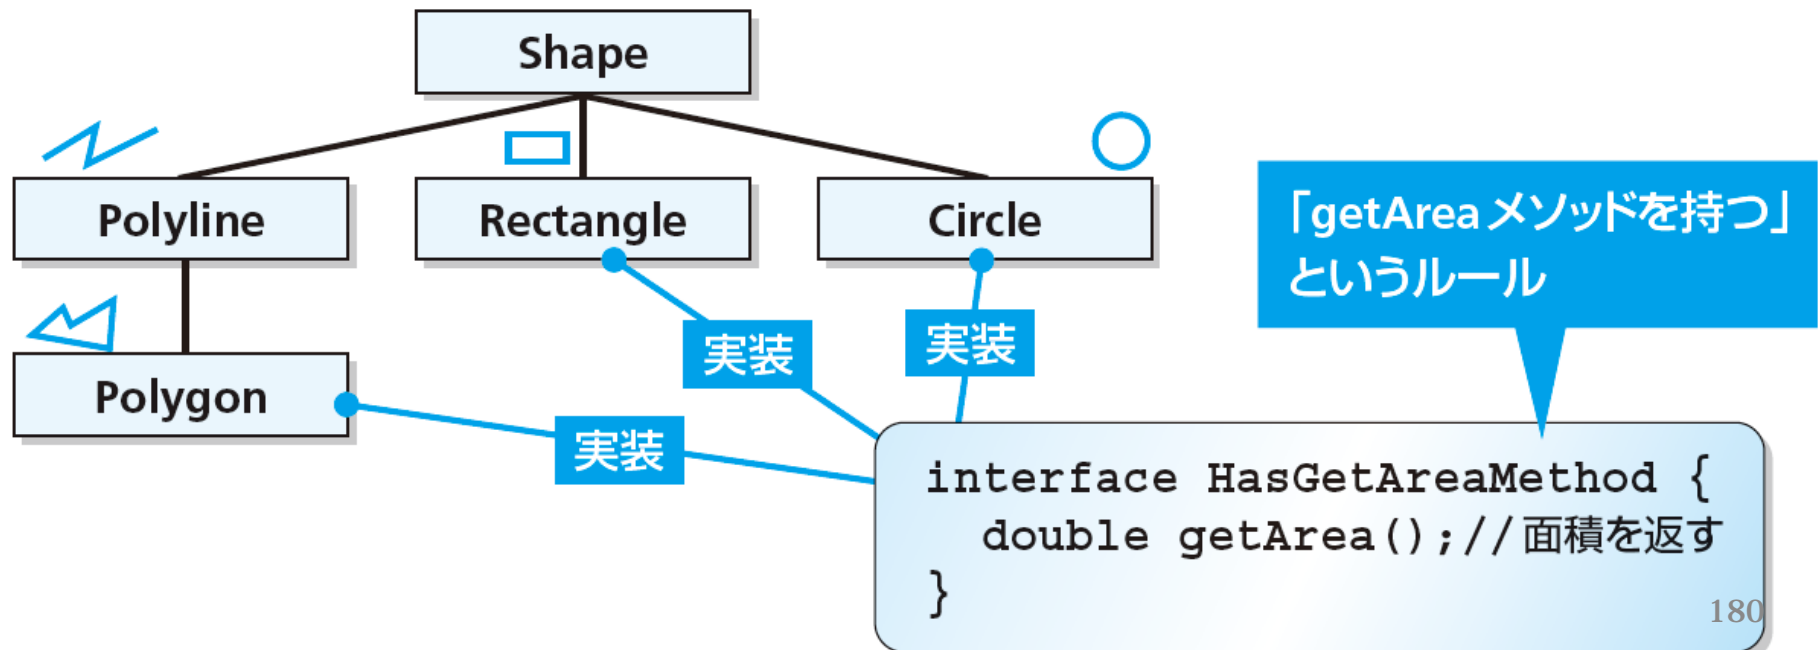 Shape
Polyline
Rectangle
Circle
「getAreaメソッドを持つ」
というルール
実装
実装
Polygon
実装
interface HasGetAreaMethod {
double getArea();//面積を返す
}
180